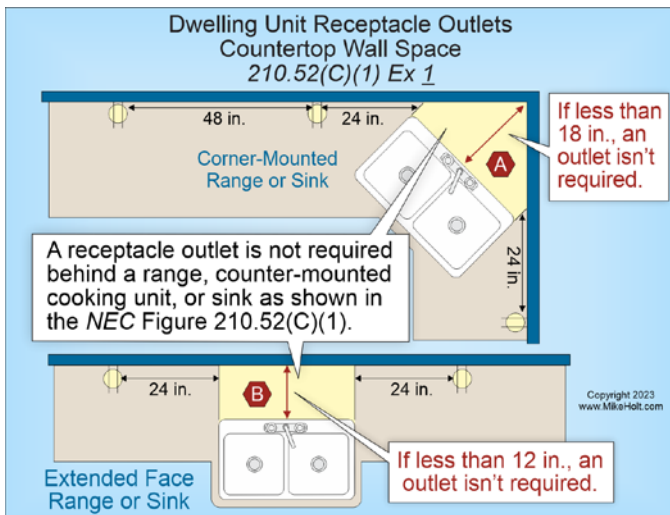 Dwelling Unit Receptacle Outlets
Countertop Wall Space
210.52(C)(1) Ex 1
48 in.
24 in.
If less than
18 in., an
outlet isn't
required.
A
Corner-Mounted
Range or Sink
24 in.
A receptacle outlet is not required
behind a range, counter-mounted
cooking unit, or sink as shown in
the NEC Figure 210.52(C)(1).
24 in.
B
24 in.
Copyright 2023
www.MikeHolt.com
If less than 12 in., an
outlet isn't required.
Extended Face
Range or Sink